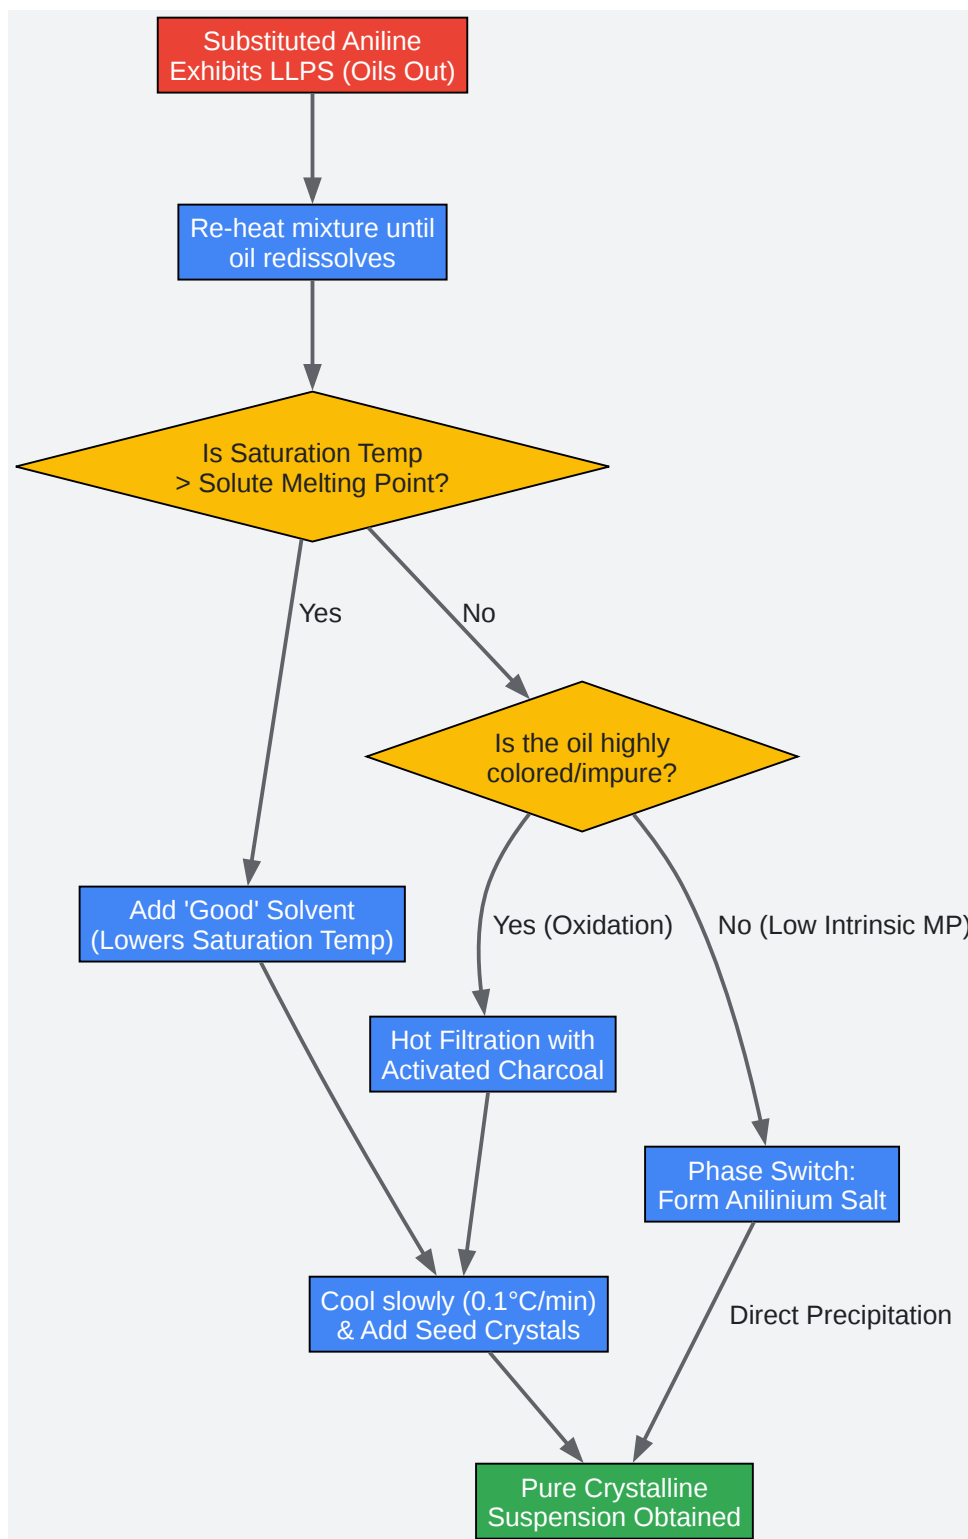 Substituted Aniline
Exhibits LLPS (Oils Out)
Re-heat mixture until
oil redissolves
Is Saturation Temp
> Solute Melting Point?
Yes
No
Is the oil highly
colored/impure?
Add 'Good' Solvent
(Lowers Saturation Temp)
Yes (Oxidation)
No (Low Intrinsic MP)
Hot Filtration with
Activated Charcoal
Phase Switch:
Form Anilinium Salt
Cool slowly (0.1°C/min)
& Add Seed Crystals
Direct Precipitation
Pure Crystalline
Suspension Obtained